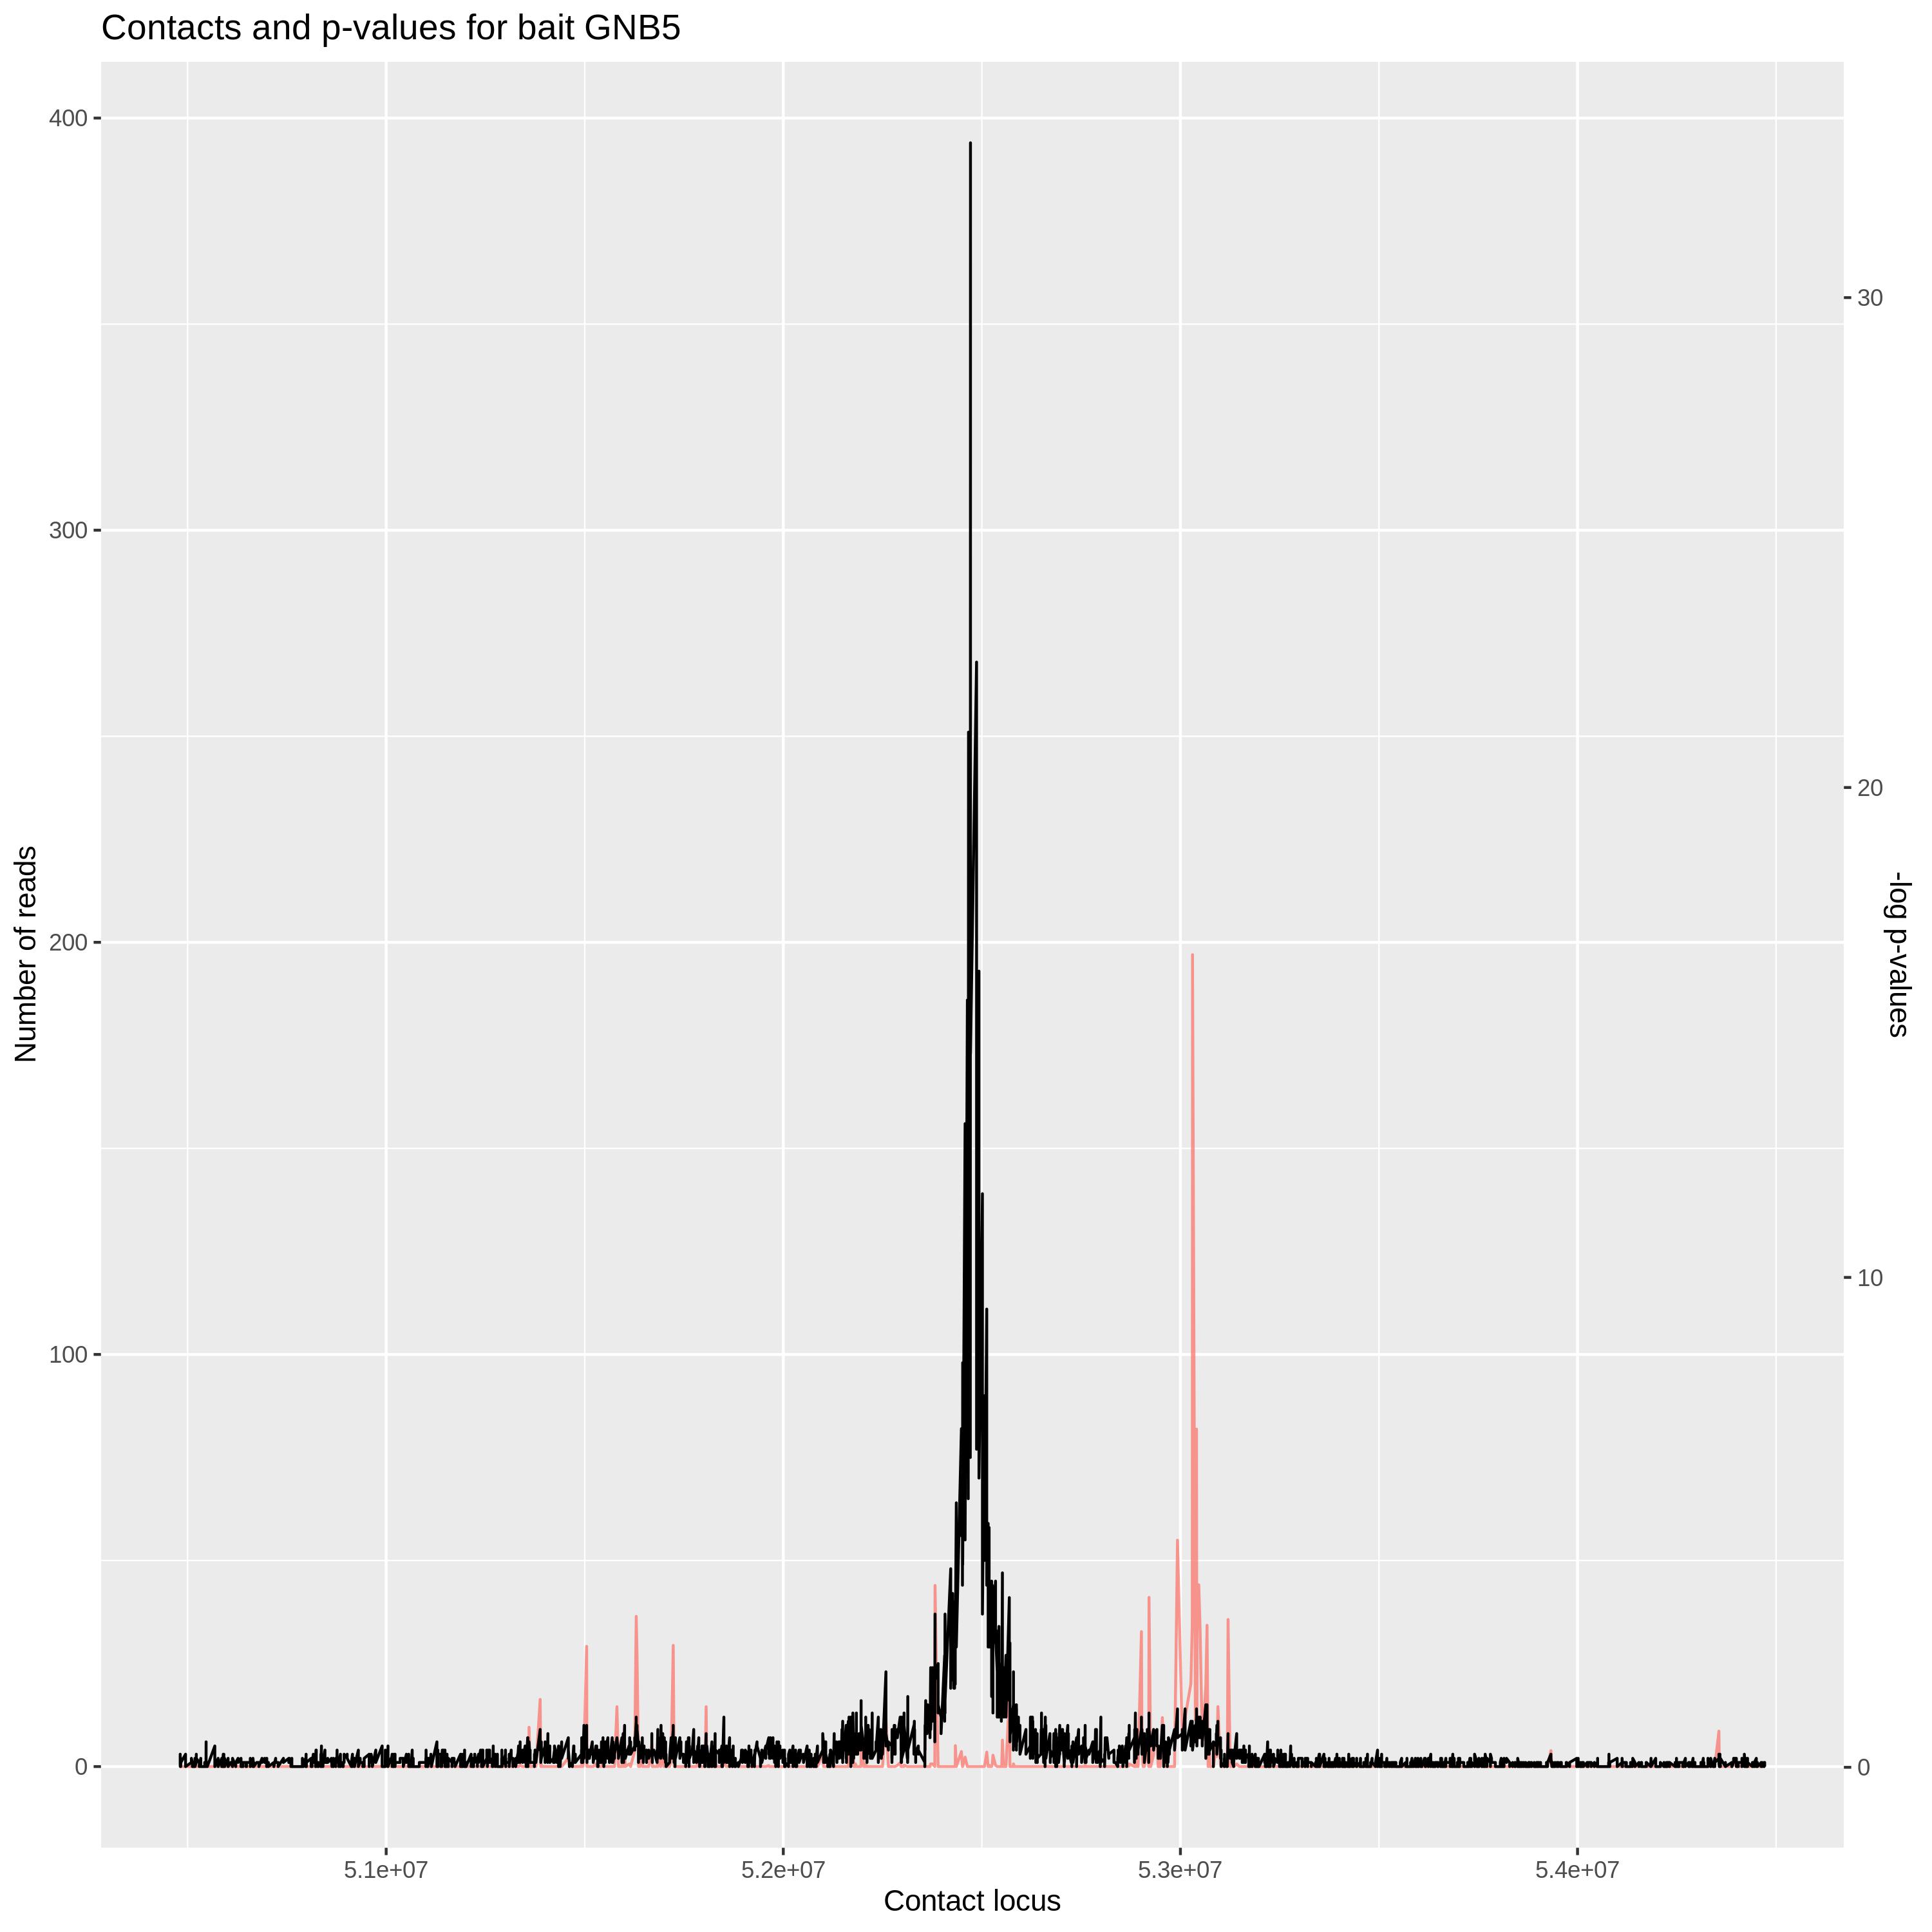 Contacts and p-values for bait GNB5
400
300
200
100
0
Number of reads
30
20
10
0
-log p-values
5.1e+07
5.2e+07
5.3e+07
5.4e+07
Contact locus